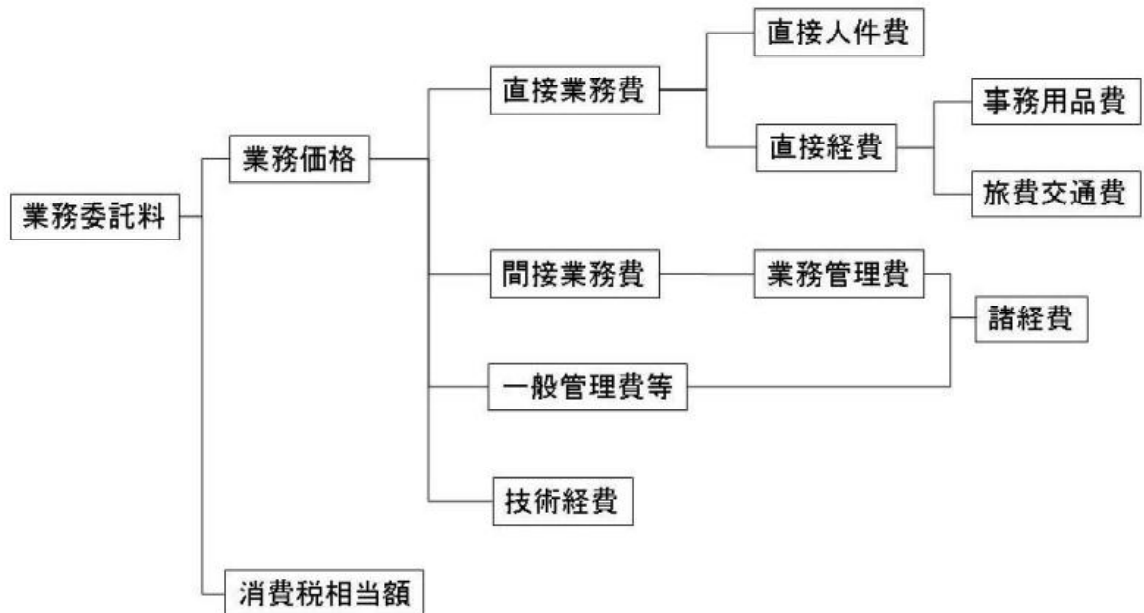 直接人件費
直接業務費
事務用品費
直接経費
業務価格
旅費交通費
業務委託料
間接業務費
業務管理費
諸経費
一般管理費等
技術経費
消費税相当額